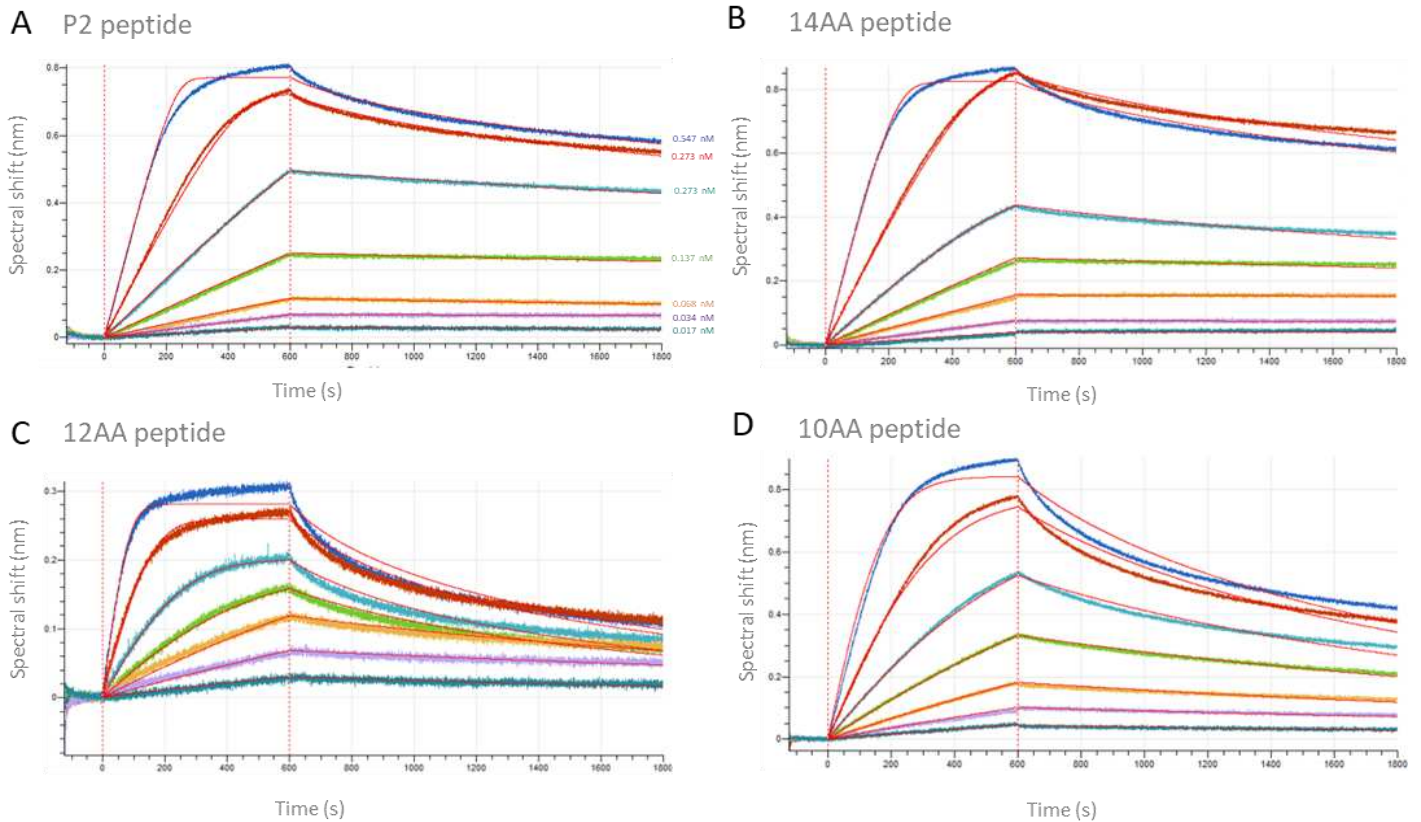 A P2 peptide
Spectral shift (nm)
0.8
0.6
0.4
0.2
0
0 200 400 600 800 1000 1200 1400 1600 1800
0.547 nM
0.273 nM
0.273 nM
0.137 nM
0.068 nM
0.034 nM
0.017 nM
Time (s)
B 14AA peptide
Spectral shift (nm)
0.8
0.6
0.4
0.2
0
0 200 400 600 800 1000 1200 1400 1600 1800
Time (s)
C 12AA peptide
Spectral shift (nm)
0.3
0.2
0.1
0
0 200 400 600 800 1000 1200 1400 1600 1800
Time (s)
D 10AA peptide
Spectral shift (nm)
0.8
0.6
0.4
0.2
0
0 200 400 600 800 1000 1200 1400 1600 1800
Time (s)